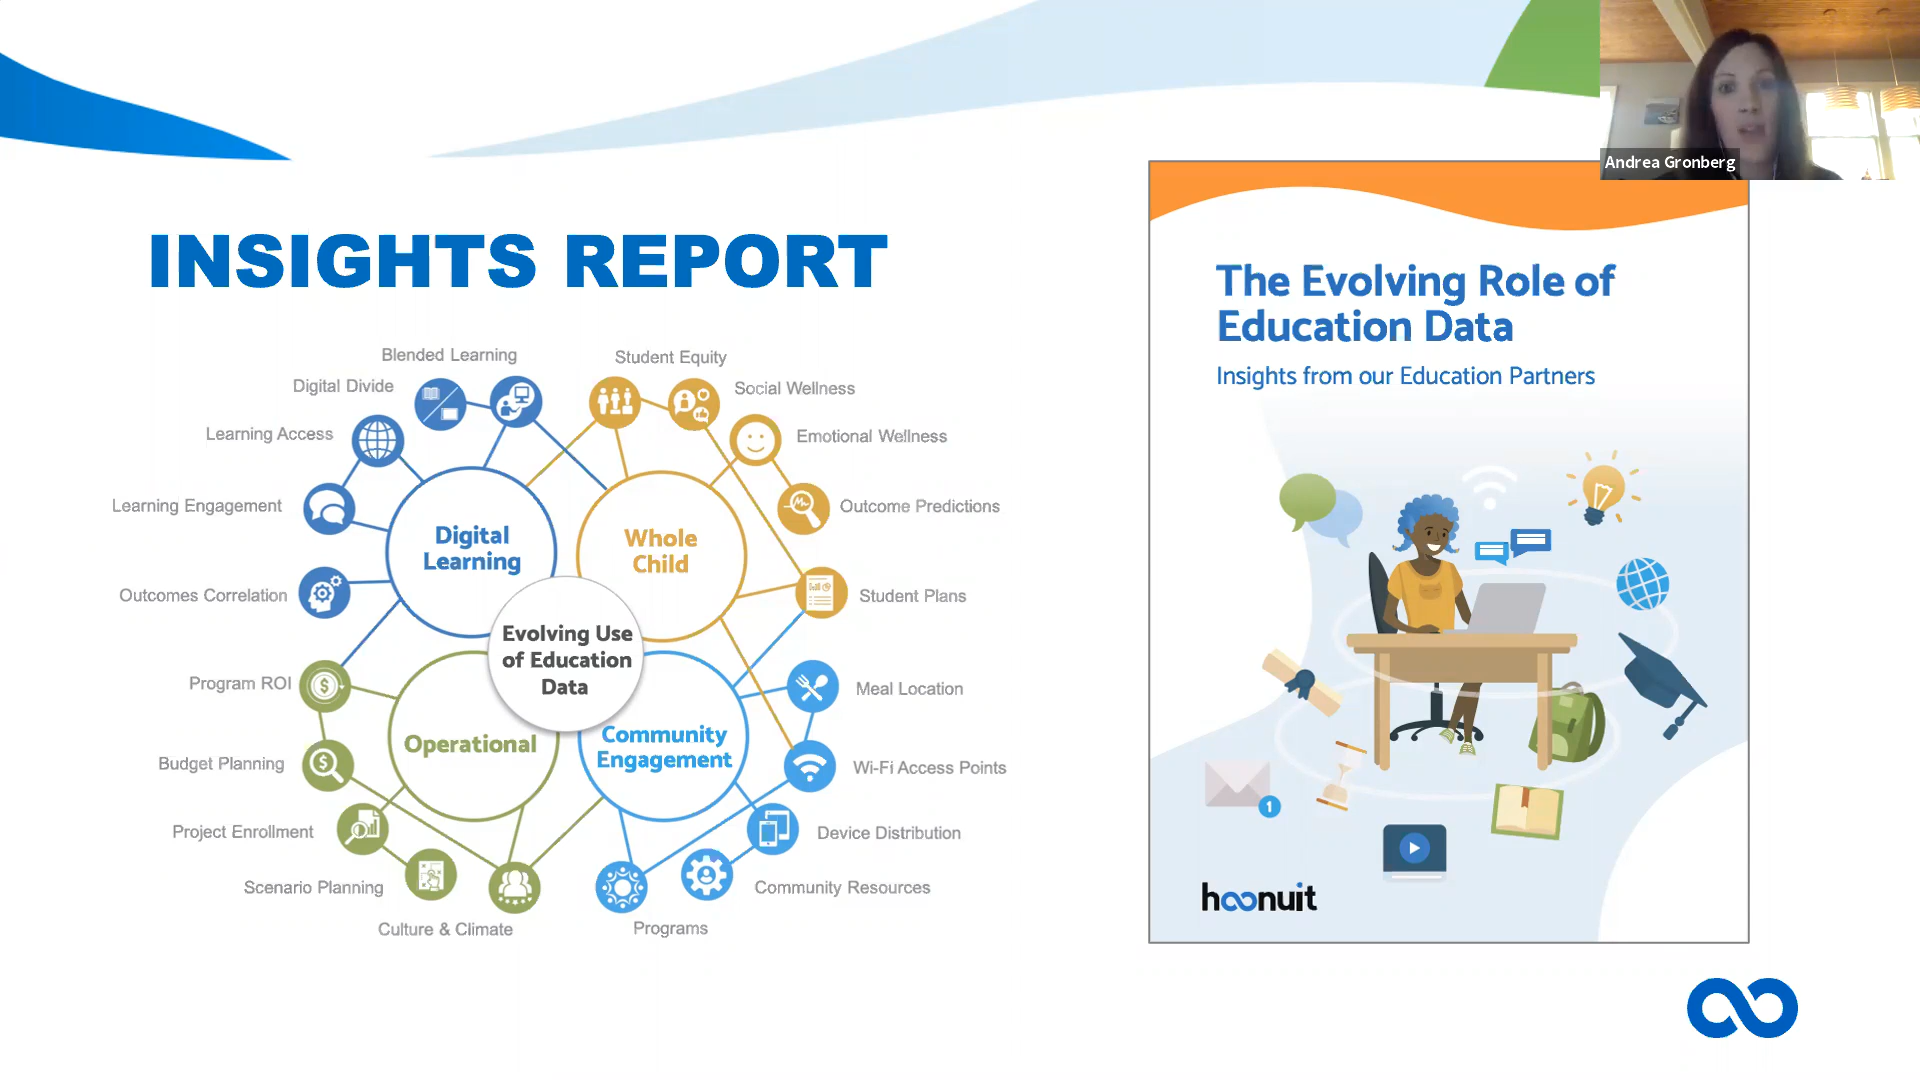 Andrea Gronberg
INSIGHTS REPORT
Blended Learning
Digital Divide
Learning Access
Learning Engagement
Outcomes Correlation
Program ROI
Budget Planning
Project Enrollment
Scenario Planning
Culture & Climate
Student Equity
Social Wellness
Emotional Wellness
Outcome Predictions
Student Plans
Meal Location
Wi-Fi Access Points
Device Distribution
Community Resources
Programs
Digital
Learning
Whole
Child
Evolving Use
of Education
Data
Operational
Community
Engagement
The Evolving Role of
Education Data
Insights from our Education Partners
1
hoonuit